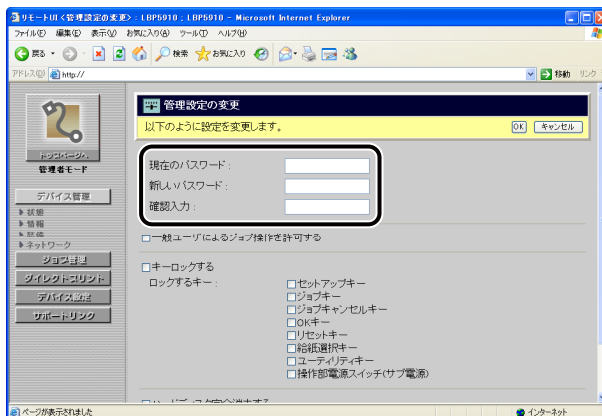 リモートUI <管理設定の変更> : LBP5910 ; LBP5910 - Microsoft Internet Explorer
ファイル(F) 編集(E) 表示(V) お気に入り(A) ツール(T) ヘルプ(H)
戻る 検索 お気に入り
アドレス(D) http:// 移動 リンク
管理設定の変更
以下のように設定を変更します。 OK キャンセル
トップページへ
管理者モード
デバイス管理
状態
情報
ネットワーク
ジョブ管理
ダイレクトプリント
デバイス設定
サポートリンク
現在のパスワード :
新しいパスワード :
確認入力 :
一般ユーザによるジョブ操作を許可する
キーロックする
ロックするキー :
セットアップキー
ジョブキー
ジョブキャンセルキー
OKキー
リセットキー
給紙選択キー
ユーティリティキー
操作部電源スイッチ(サブ電源)
ページが表示されました インターネット